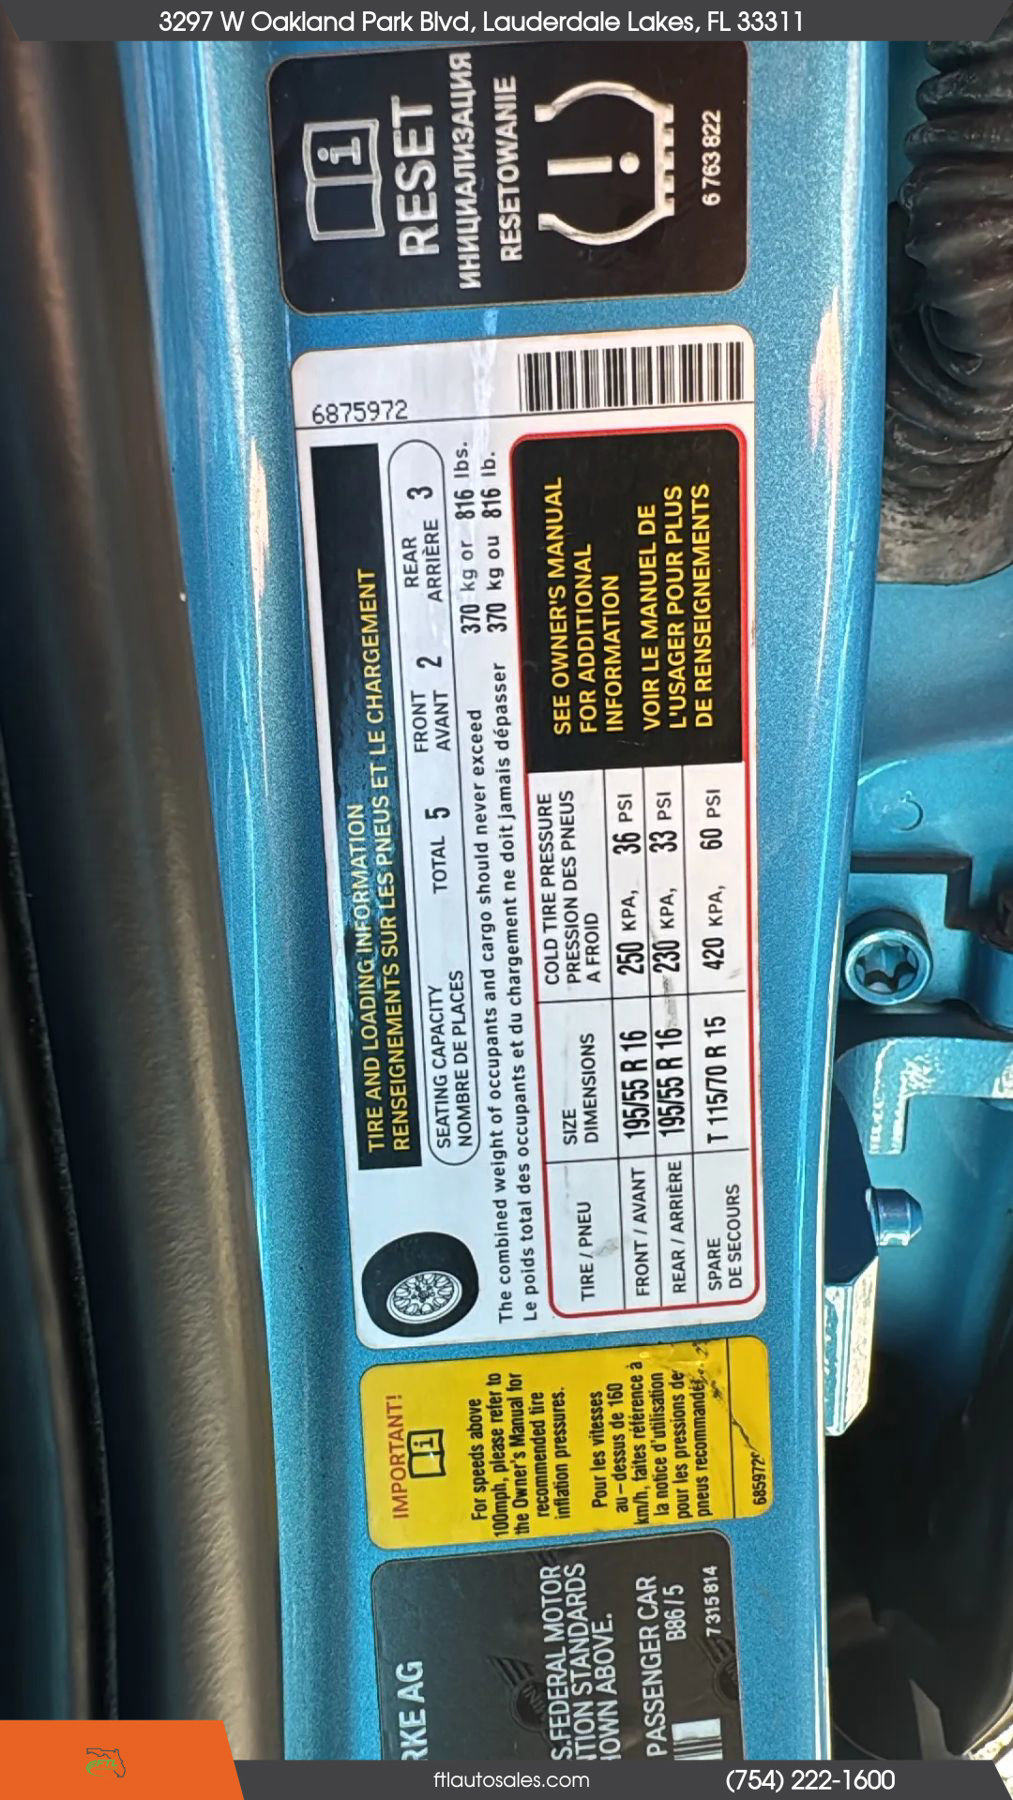 3297 W Oakland Park Blvd, Lauderdale Lakes, FL 33311
RESET
ИНИЦИАЛИЗАЦИЯ
RESETOWANIE
6 763 822
6875972
TIRE AND LOADING INFORMATION
RENSEIGNEMENTS SUR LES PNEUS ET LE CHARGEMENT
SEATING CAPACITY TOTAL 5 FRONT 2 REAR 3
NOMBRE DE PLACES AVANT ARRIÈRE
The combined weight of occupants and cargo should never exceed 370 kg or 816 lbs.
Le poids total des occupants et du chargement ne doit jamais dépasser 370 kg ou 816 lb.
TIRE / PNEU SIZE DIMENSIONS COLD TIRE PRESSURE
PRESSION DES PNEUS
A FROID
FRONT / AVANT 195/55 R 16 250 KPA, 36 PSI
REAR / ARRIÈRE 195/55 R 16 230 KPA, 33 PSI
SPARE
DE SECOURS T 115/70 R 15 420 KPA, 60 PSI
SEE OWNER'S MANUAL
FOR ADDITIONAL
INFORMATION
VOIR LE MANUEL DE
L'USAGER POUR PLUS
DE RENSEIGNEMENTS
IMPORTANT!
For speeds above
100mph, please refer to
the Owner's Manual for
recommended tire
inflation pressures.
Pour les vitesses
au – dessus de 160
km/h, faites référence à
la notice d'utilisation
pour les pressions de
pneus recommandé
685972
RKE AG
S.FEDERAL MOTOR
TION STANDARDS
OWN ABOVE.
PASSENGER CAR
B86 / 5
7 315 814
ftlautosales.com
(754) 222-1600